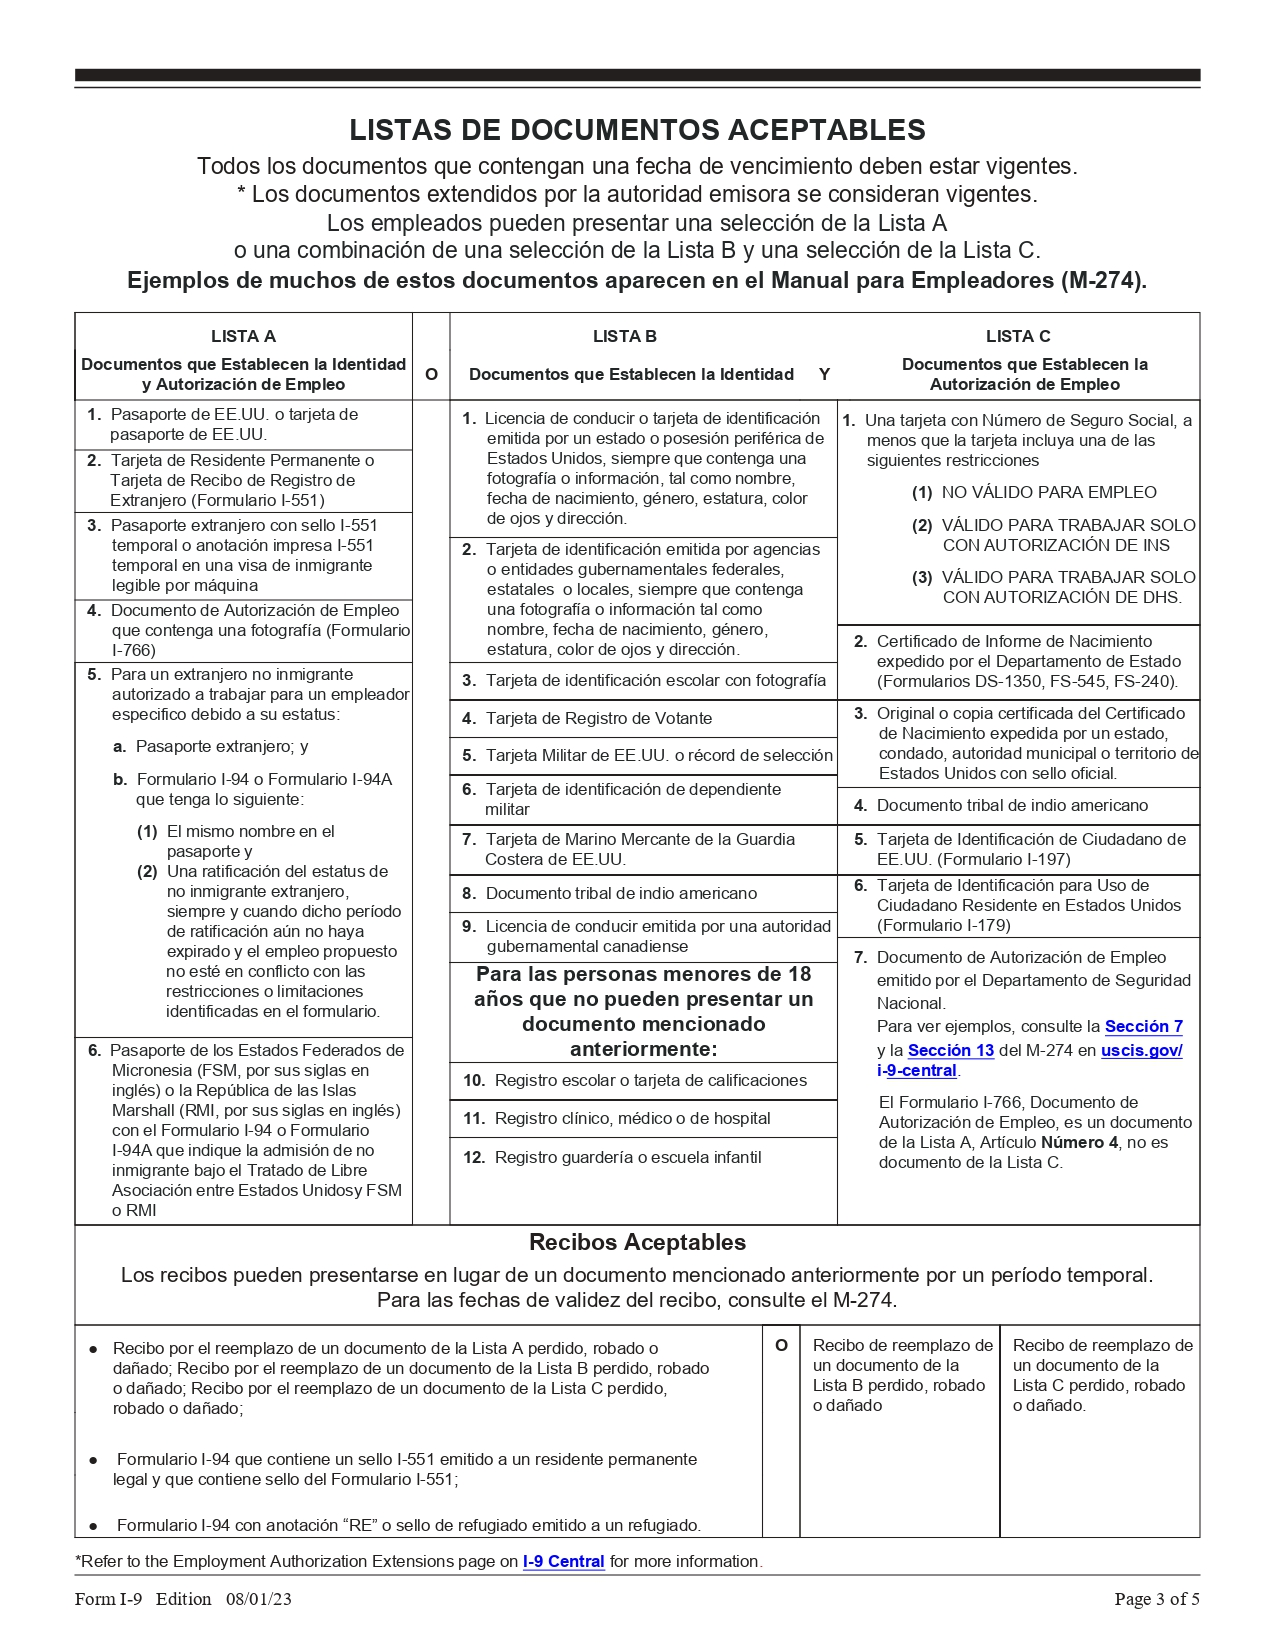 LISTAS DE DOCUMENTOS ACEPTABLES
Todos los documentos que contengan una fecha de vencimiento deben estar vigentes.
* Los documentos extendidos por la autoridad emisora se consideran vigentes.
Los empleados pueden presentar una selección de la Lista A
o una combinación de una selección de la Lista B y una selección de la Lista C.
Ejemplos de muchos de estos documentos aparecen en el Manual para Empleadores (M-274).
LISTA A
Documentos que Establecen la Identidad
y Autorización de Empleo
O
LISTA B
Documentos que Establecen la Identidad
Y
LISTA C
Documentos que Establecen la
Autorización de Empleo
1. Pasaporte de EE.UU. o tarjeta de
pasaporte de EE.UU.
2. Tarjeta de Residente Permanente o
Tarjeta de Recibo de Registro de
Extranjero (Formulario I-551)
3. Pasaporte extranjero con sello I-551
temporal o anotación impresa I-551
temporal en una visa de inmigrante
legible por máquina
4. Documento de Autorización de Empleo
que contenga una fotografía (Formulario
I-766)
5. Para un extranjero no inmigrante
autorizado a trabajar para un empleador
especifico debido a su estatus:
a. Pasaporte extranjero; y
b. Formulario I-94 o Formulario I-94A
que tenga lo siguiente:
(1) El mismo nombre en el
pasaporte y
(2) Una ratificación del estatus de
no inmigrante extranjero,
siempre y cuando dicho período
de ratificación aún no haya
expirado y el empleo propuesto
no esté en conflicto con las
restricciones o limitaciones
identificadas en el formulario.
6. Pasaporte de los Estados Federados de
Micronesia (FSM, por sus siglas en
inglés) o la República de las Islas
Marshall (RMI, por sus siglas en inglés)
con el Formulario I-94 o Formulario
I-94A que indique la admisión de no
inmigrante bajo el Tratado de Libre
Asociación entre Estados Unidosy FSM
o RMI
1. Licencia de conducir o tarjeta de identificación
emitida por un estado o posesión periférica de
Estados Unidos, siempre que contenga una
fotografía o información, tal como nombre,
fecha de nacimiento, género, estatura, color
de ojos y dirección.
2. Tarjeta de identificación emitida por agencias
o entidades gubernamentales federales,
estatales o locales, siempre que contenga
una fotografía o información tal como
nombre, fecha de nacimiento, género,
estatura, color de ojos y dirección.
3. Tarjeta de identificación escolar con fotografía
4. Tarjeta de Registro de Votante
5. Tarjeta Militar de EE.UU. o récord de selección
6. Tarjeta de identificación de dependiente
militar
7. Tarjeta de Marino Mercante de la Guardia
Costera de EE.UU.
8. Documento tribal de indio americano
9. Licencia de conducir emitida por una autoridad
gubernamental canadiense
Para las personas menores de 18
años que no pueden presentar un
documento mencionado
anteriormente:
10. Registro escolar o tarjeta de calificaciones
11. Registro clínico, médico o de hospital
12. Registro guardería o escuela infantil
1. Una tarjeta con Número de Seguro Social, a
menos que la tarjeta incluya una de las
siguientes restricciones
(1) NO VÁLIDO PARA EMPLEO
(2) VÁLIDO PARA TRABAJAR SOLO
CON AUTORIZACIÓN DE INS
(3) VÁLIDO PARA TRABAJAR SOLO
CON AUTORIZACIÓN DE DHS.
2. Certificado de Informe de Nacimiento
expedido por el Departamento de Estado
(Formularios DS-1350, FS-545, FS-240).
3. Original o copia certificada del Certificado
de Nacimiento expedida por un estado,
condado, autoridad municipal o territorio de
Estados Unidos con sello oficial.
4. Documento tribal de indio americano
5. Tarjeta de Identificación de Ciudadano de
EE.UU. (Formulario I-197)
6. Tarjeta de Identificación para Uso de
Ciudadano Residente en Estados Unidos
(Formulario I-179)
7. Documento de Autorización de Empleo
emitido por el Departamento de Seguridad
Nacional.
Para ver ejemplos, consulte la Sección 7
y la Sección 13 del M-274 en uscis.gov/
i-9-central.
El Formulario I-766, Documento de
Autorización de Empleo, es un documento
de la Lista A, Artículo Número 4, no es
documento de la Lista C.
Recibos Aceptables
Los recibos pueden presentarse en lugar de un documento mencionado anteriormente por un período temporal.
Para las fechas de validez del recibo, consulte el M-274.
● Recibo por el reemplazo de un documento de la Lista A perdido, robado o
dañado; Recibo por el reemplazo de un documento de la Lista B perdido, robado
o dañado; Recibo por el reemplazo de un documento de la Lista C perdido,
robado o dañado;
● Formulario I-94 que contiene un sello I-551 emitido a un residente permanente
legal y que contiene sello del Formulario I-551;
● Formulario I-94 con anotación “RE” o sello de refugiado emitido a un refugiado.
O
Recibo de reemplazo de
un documento de la
Lista B perdido, robado
o dañado
Recibo de reemplazo de
un documento de la
Lista C perdido, robado
o dañado.
*Refer to the Employment Authorization Extensions page on I-9 Central for more information.
Form I-9 Edition 08/01/23
Page 3 of 5